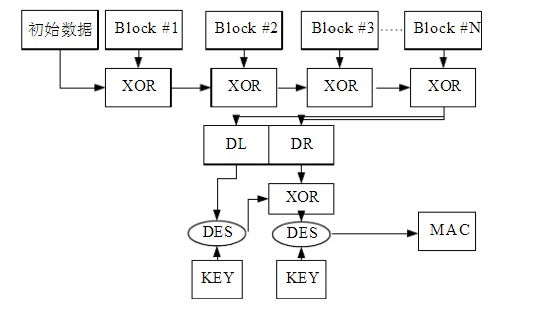 初始数据 Block #1 Block #2 Block #3 ······ Block #N
XOR XOR XOR XOR
DL DR
XOR
DES DES MAC
KEY KEY